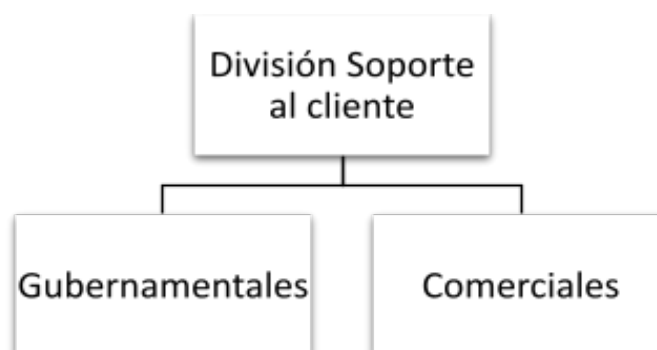 División Soporte
al cliente
Gubernamentales
Comerciales